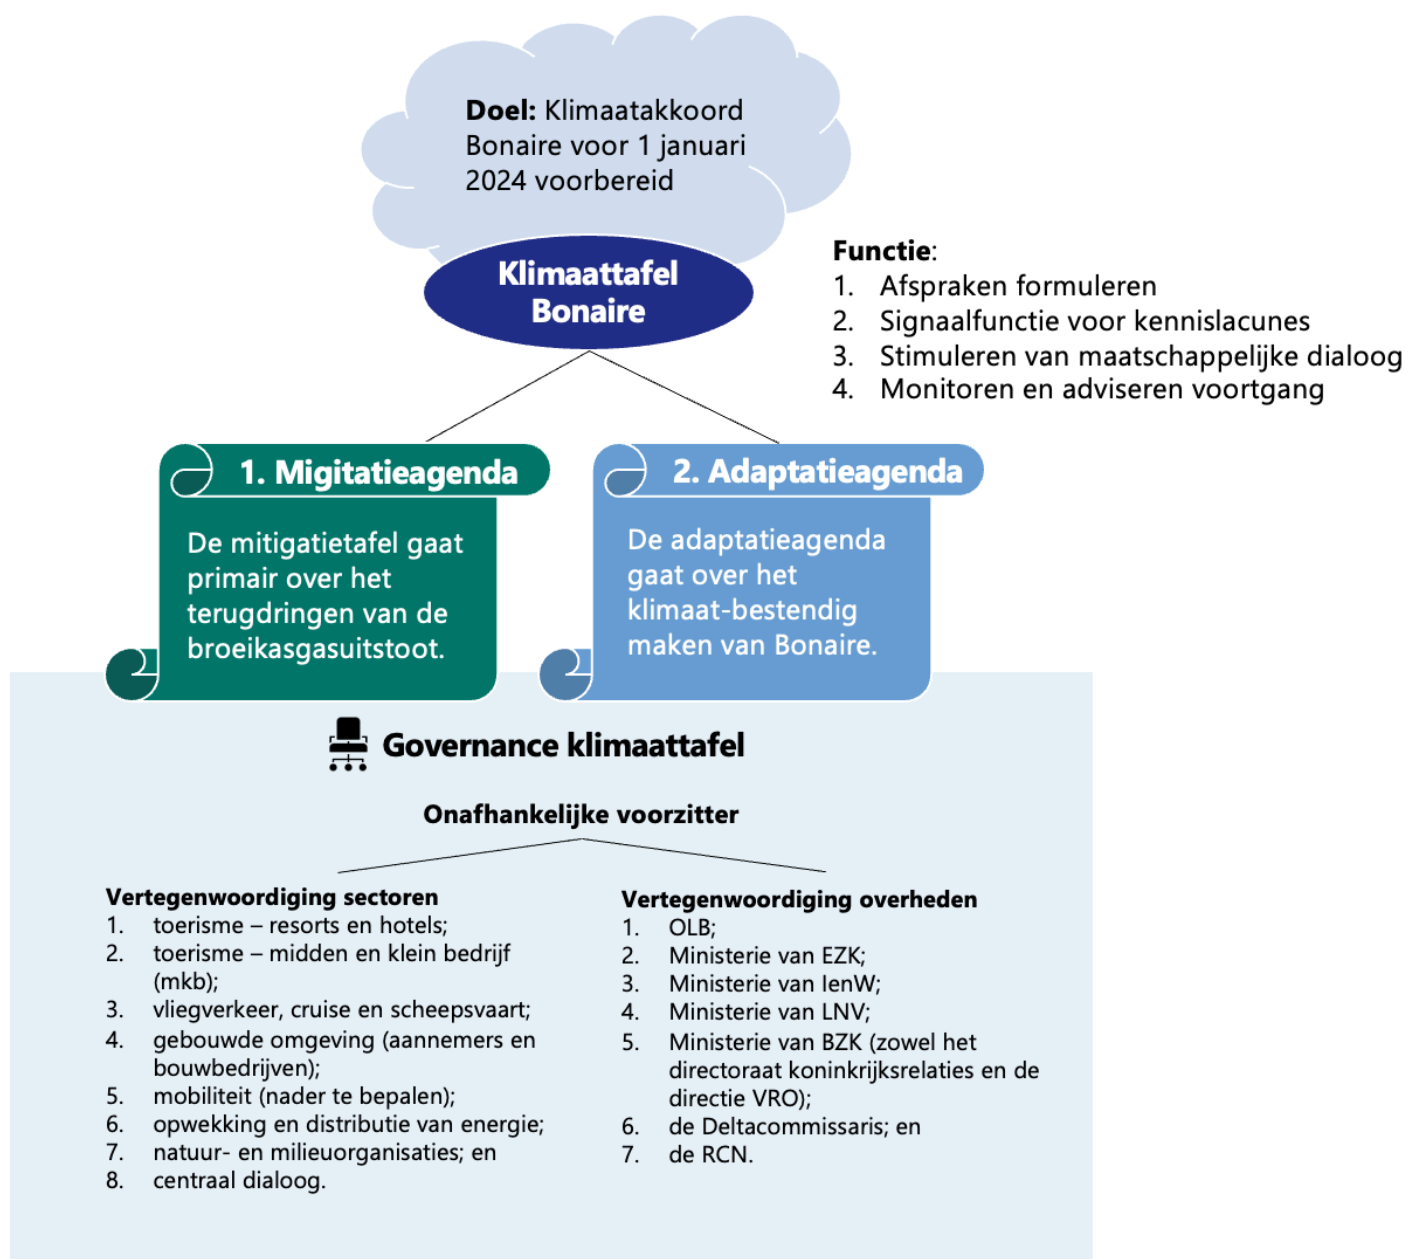 Doel: Klimaatakkoord
Bonaire voor 1 januari
2024 voorbereid
Klimaattafel
Bonaire
Functie:
1. Afspraken formuleren
2. Signaalfunctie voor kennislacunes
3. Stimuleren van maatschappelijke dialoog
4. Monitoren en adviseren voortgang
1. Migitatieagenda
De mitigatietafel gaat
primair over het
terugdringen van de
broeikasgasuitstoot.
2. Adaptatieagenda
De adaptatieagenda
gaat over het
klimaat-bestendig
maken van Bonaire.
Governance klimaattafel
Onafhankelijke voorzitter
Vertegenwoordiging sectoren
1. toerisme – resorts en hotels;
2. toerisme – midden en klein bedrijf
(mkb);
3. vliegverkeer, cruise en scheepsvaart;
4. gebouwde omgeving (aannemers en
bouwbedrijven);
5. mobiliteit (nader te bepalen);
6. opwekking en distributie van energie;
7. natuur- en milieuorganisaties; en
8. centraal dialoog.
Vertegenwoordiging overheden
1. OLB;
2. Ministerie van EZK;
3. Ministerie van IenW;
4. Ministerie van LNV;
5. Ministerie van BZK (zowel het
directoraat koninkrijksrelaties en de
directie VRO);
6. de Deltacommissaris; en
7. de RCN.